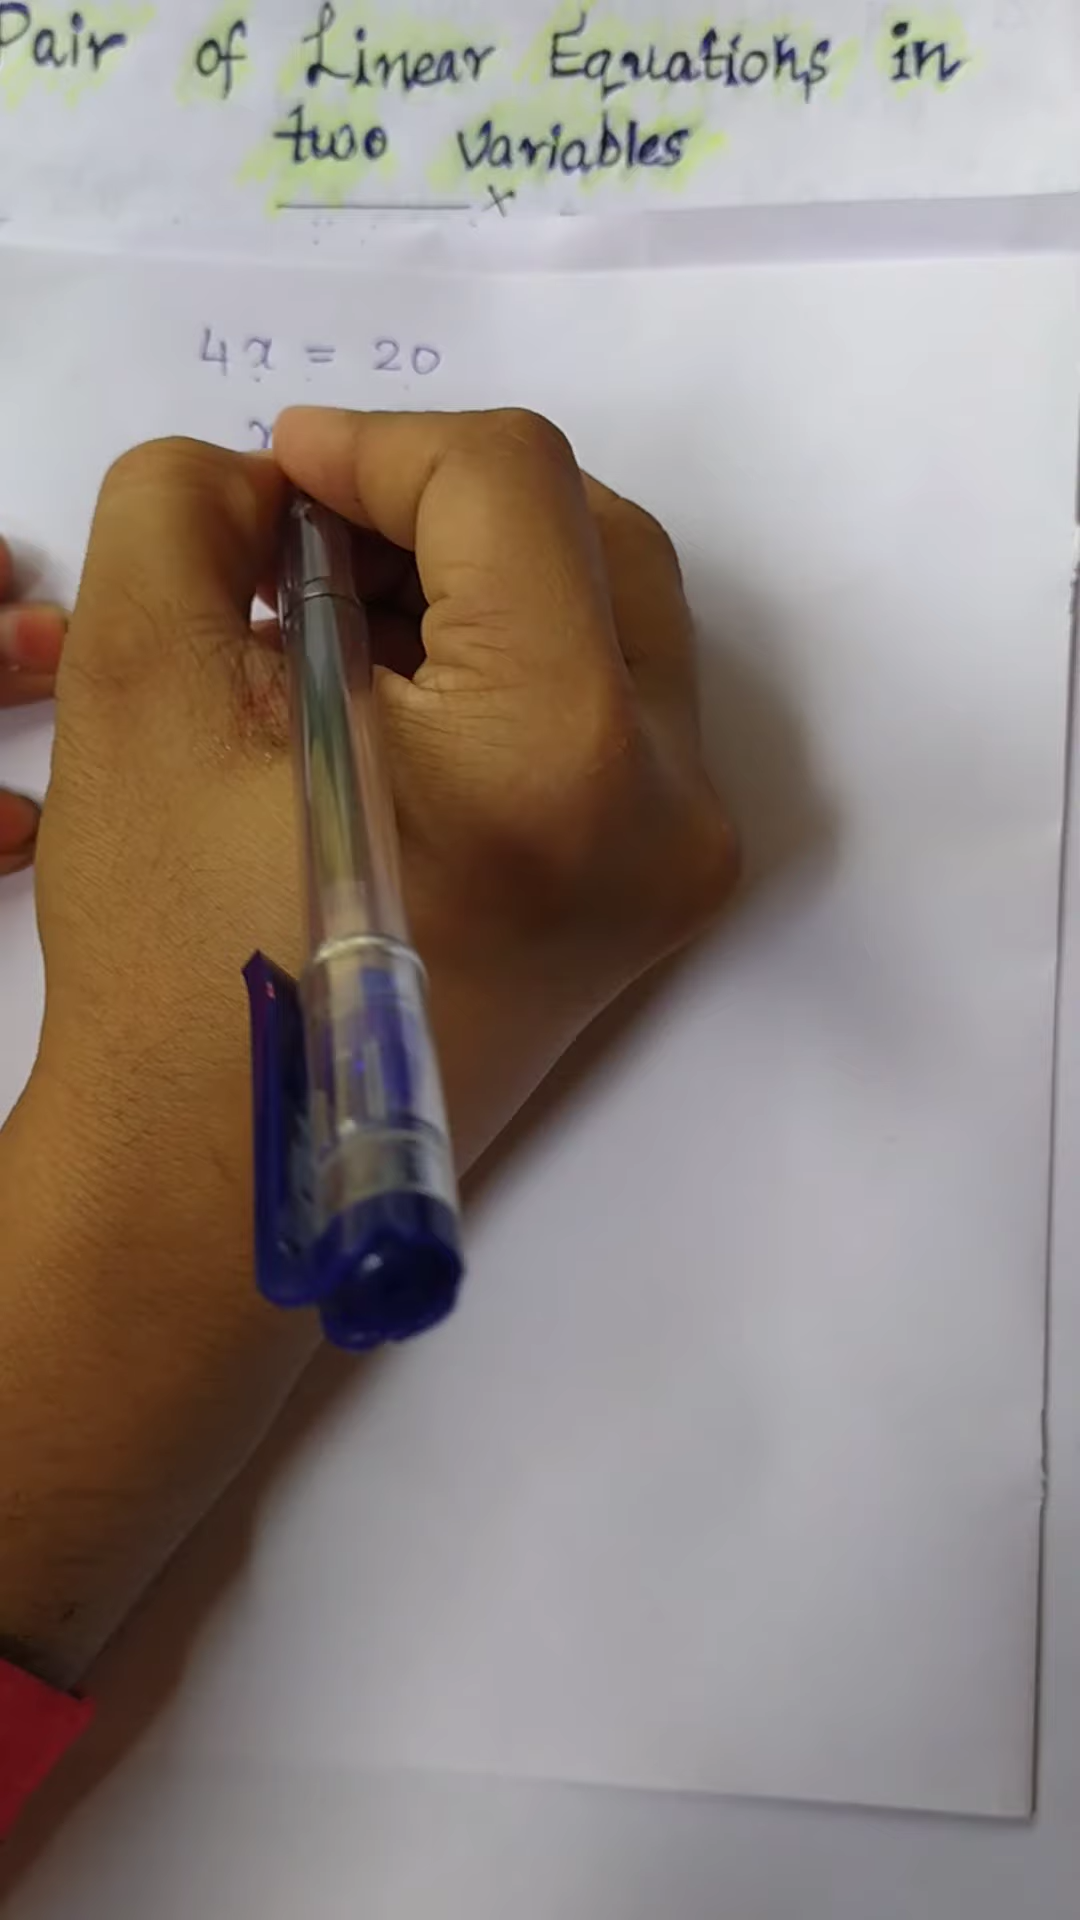 Pair of Linear Equations in
two variables
x
4x = 20
x